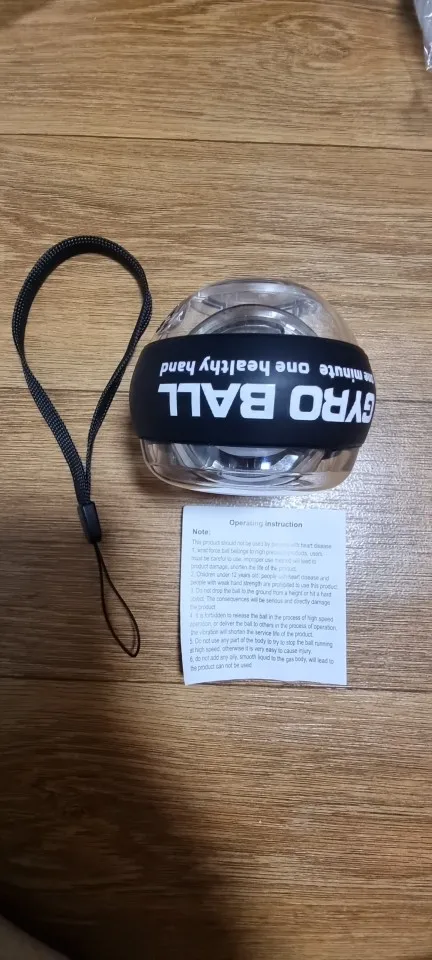 GYRO BALL
one minute one healthy hand
Operating instruction
Note:
This product should not be used by people with heart disease
1. wrist force ball belongs to high precision products, users
must be careful to use, improper use method will lead to
product damage, shorten the life of the product.
2. Children under 12 years old, people with heart disease and
people with weak hand strength are prohibited to use this product.
3. Do not drop the ball to the ground from a height or hit a hard
object. The consequences will be serious and directly damage
the product.
4. It is forbidden to release the ball in the process of high speed
operation, or deliver the ball to others in the process of operation,
the vibration will shorten the service life of the product.
5. Do not use any part of the body to try to stop the ball running
at high speed, otherwise it is very easy to cause injury.
6, do not add any oily, smooth liquid to the gas body, will lead to
the product can not be used.